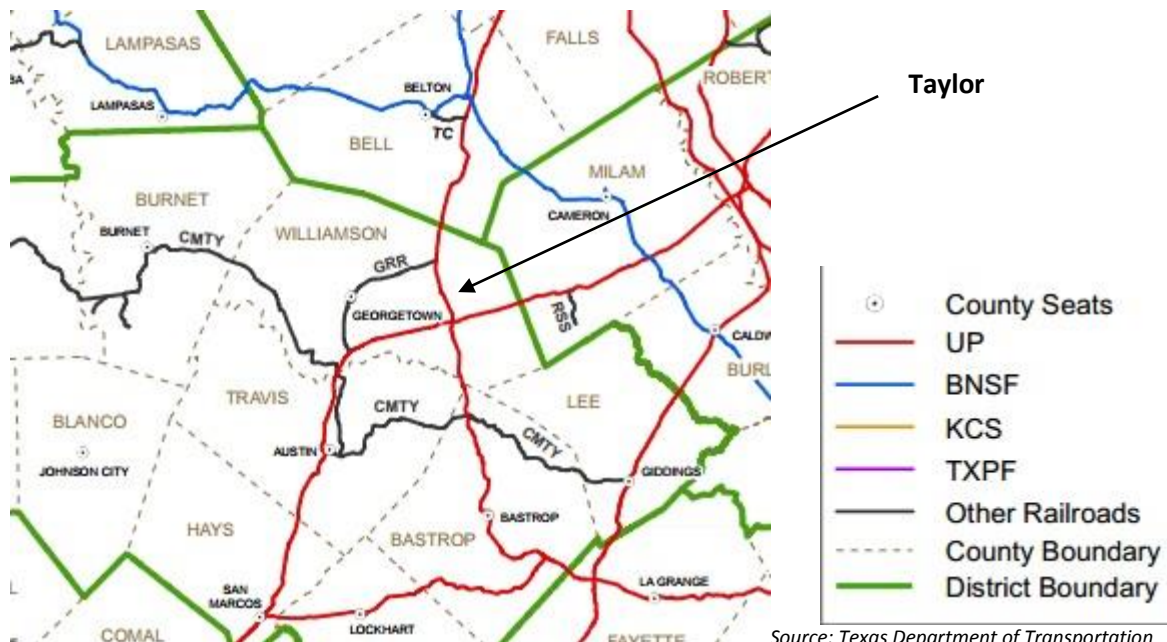 LAMPASAS
FALLS
ROBERT
BA
LAMPASAS
BELTON
TC
BELL
Taylor
MILAM
CAMERON
BURNET
BURNET
CMTY
WILLIAMSON
GRR
GEORGETOWN
RSS
CALDW
BURL
TRAVIS
CMTY
LEE
BLANCO
JOHNSON CITY
AUSTIN
CMTY
GIDDINGS
HAYS
BASTROP
BASTROP
SAN
MARCOS
LOCKHART
LA GRANGE
COMAL
FAYETTE
County Seats
UP
BNSF
KCS
TXPF
Other Railroads
County Boundary
District Boundary
Source: Texas Department of Transportation